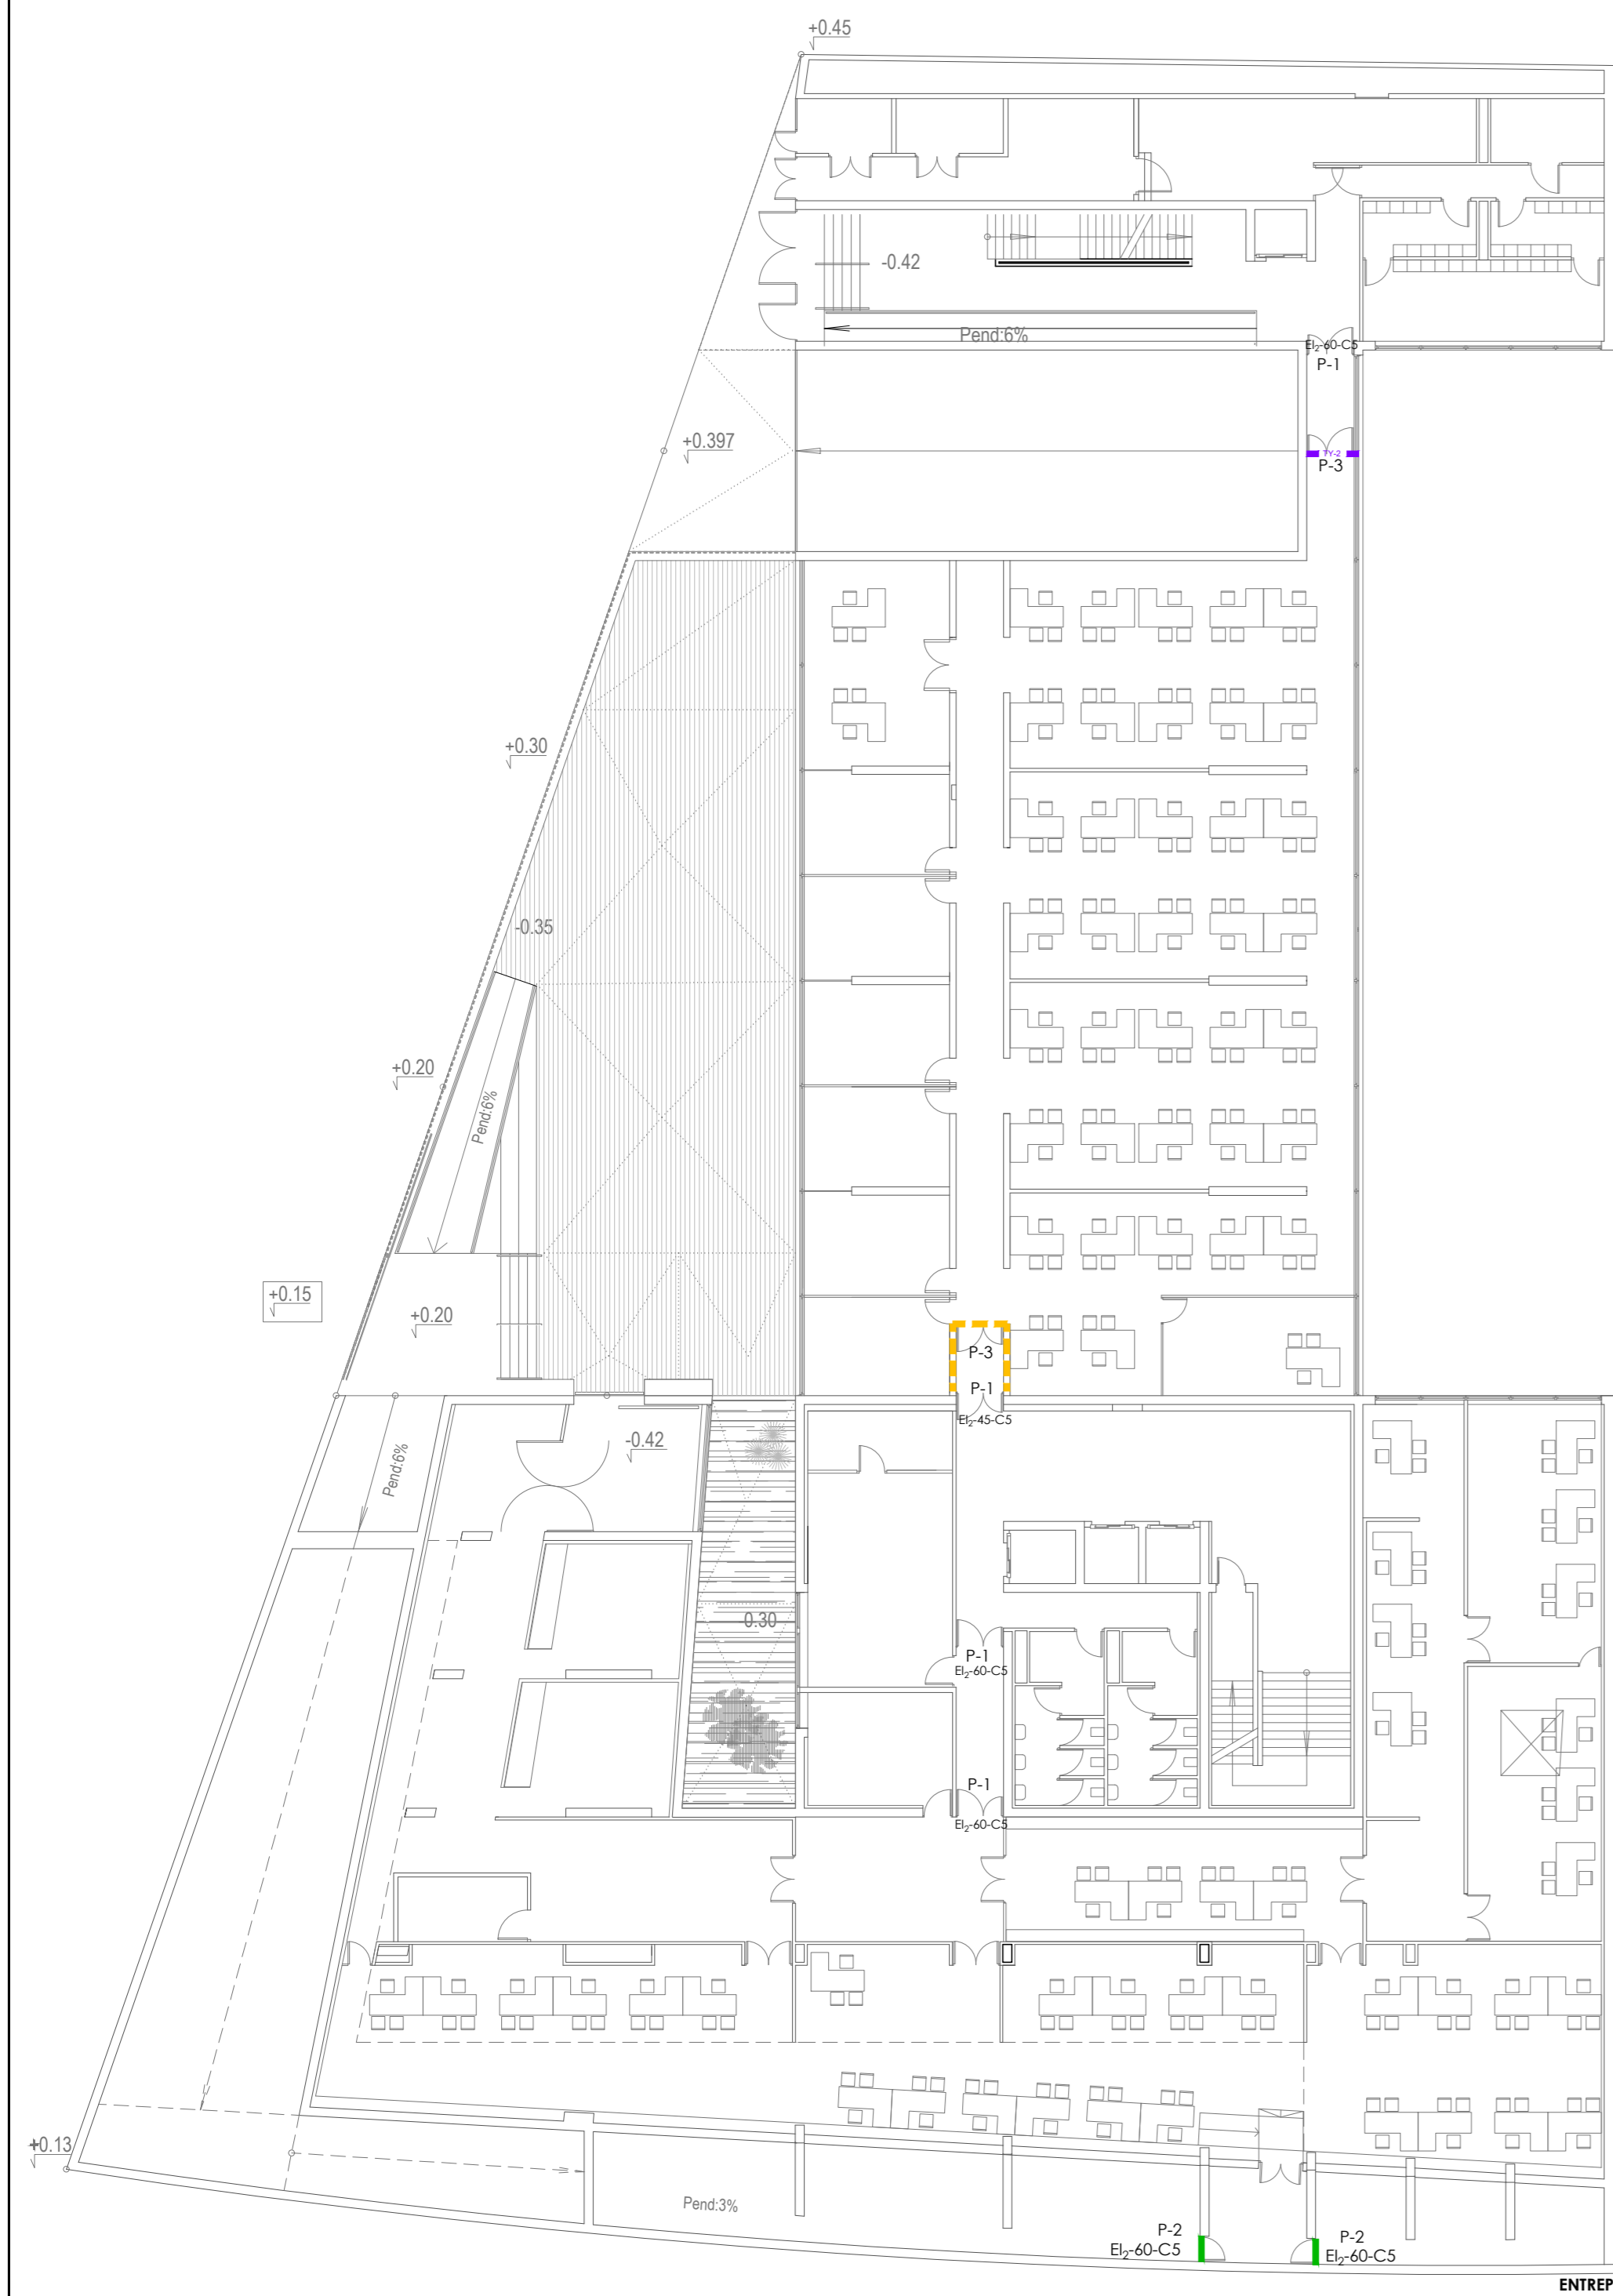 +0.45
-0.42
Pend:6%
EI₂-60-C5
P-1
+0.397
TY-2
P-3
+0.30
-0.35
+0.20
Pend:6%
+0.15
+0.20
P-3
P-1
EI₂-45-C5
-0.42
Pend:6%
0.30
P-1
EI₂-60-C5
P-1
EI₂-60-C5
+0.13
Pend:3%
P-2
EI₂-60-C5
P-2
EI₂-60-C5
ENTREP